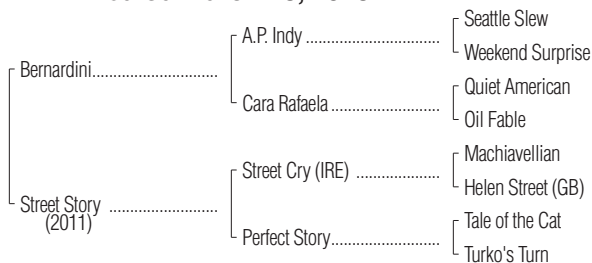 Seattle Slew
A.P. Indy
Weekend Surprise
Bernardini
Quiet American
Cara Rafaela
Oil Fable
Machiavellian
Street Cry (IRE)
Helen Street (GB)
Street Story
(2011)
Tale of the Cat
Perfect Story
Turko's Turn